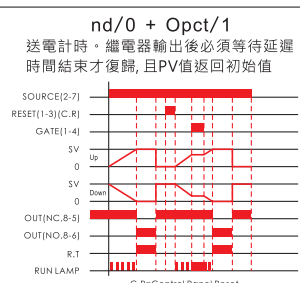 nd/0 + Opct/1
送電計時。繼電器輸出後必須等待延遲
時間結束才復歸, 且PV值返回初始值
SOURCE(2-7)
RESET(1-3)(C.R)
GATE(1-4)
SV
Up
0
SV
Down
0
OUT(NC,8-5)
OUT(NO,8-6)
R.T
RUN LAMP